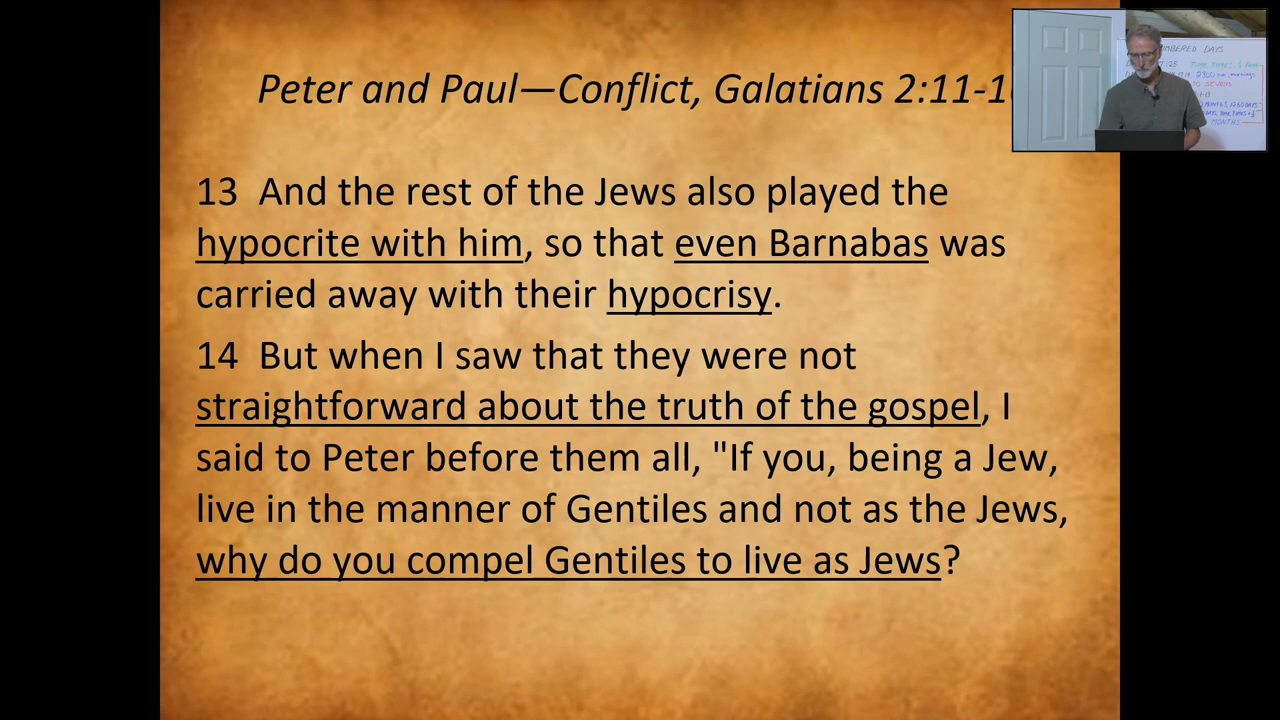 Peter and Paul—Conflict, Galatians 2:11-1
13 And the rest of the Jews also played the
hypocrite with him, so that even Barnabas was
carried away with their hypocrisy.
14 But when I saw that they were not
straightforward about the truth of the gospel, I
said to Peter before them all, "If you, being a Jew,
live in the manner of Gentiles and not as the Jews,
why do you compel Gentiles to live as Jews?
DAYS
MONTHS